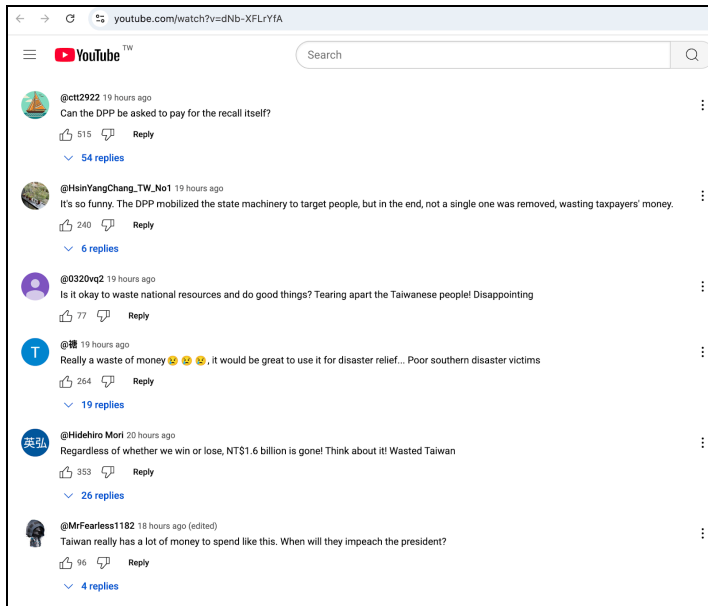 youtube.com/watch?v=dNb-XFLrYfA
YouTube TW
Search
@ctt2922 19 hours ago
Can the DPP be asked to pay for the recall itself?
515 Reply
54 replies
@HsinYangChang_TW_No1 19 hours ago
It's so funny. The DPP mobilized the state machinery to target people, but in the end, not a single one was removed, wasting taxpayers' money.
240 Reply
6 replies
@0320vq2 19 hours ago
Is it okay to waste national resources and do good things? Tearing apart the Taiwanese people! Disappointing
77 Reply
T
@糖 19 hours ago
Really a waste of money😢 😢 😢, it would be great to use it for disaster relief... Poor southern disaster victims
264 Reply
19 replies
英弘
@Hidehiro Mori 20 hours ago
Regardless of whether we win or lose, NT$1.6 billion is gone! Think about it! Wasted Taiwan
353 Reply
26 replies
@MrFearless1182 18 hours ago (edited)
Taiwan really has a lot of money to spend like this. When will they impeach the president?
96 Reply
4 replies